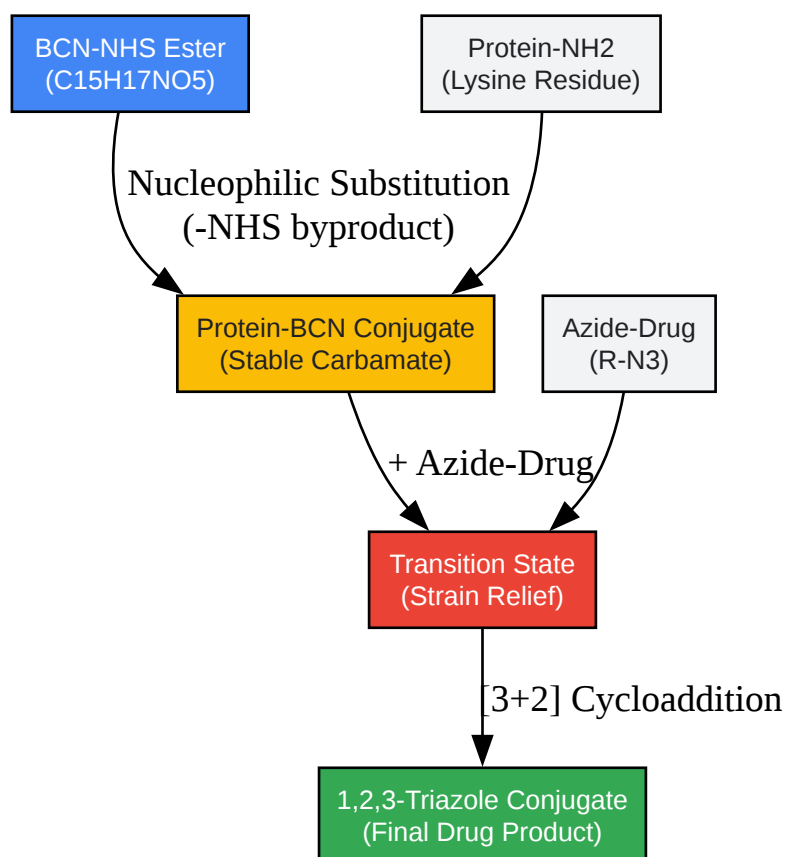 BCN-NHS Ester
(C15H17NO5)
Protein-NH2
(Lysine Residue)
Nucleophilic Substitution
(-NHS byproduct)
Protein-BCN Conjugate
(Stable Carbamate)
Azide-Drug
(R-N3)
+ Azide-Drug
Transition State
(Strain Relief)
[3+2] Cycloaddition
1,2,3-Triazole Conjugate
(Final Drug Product)